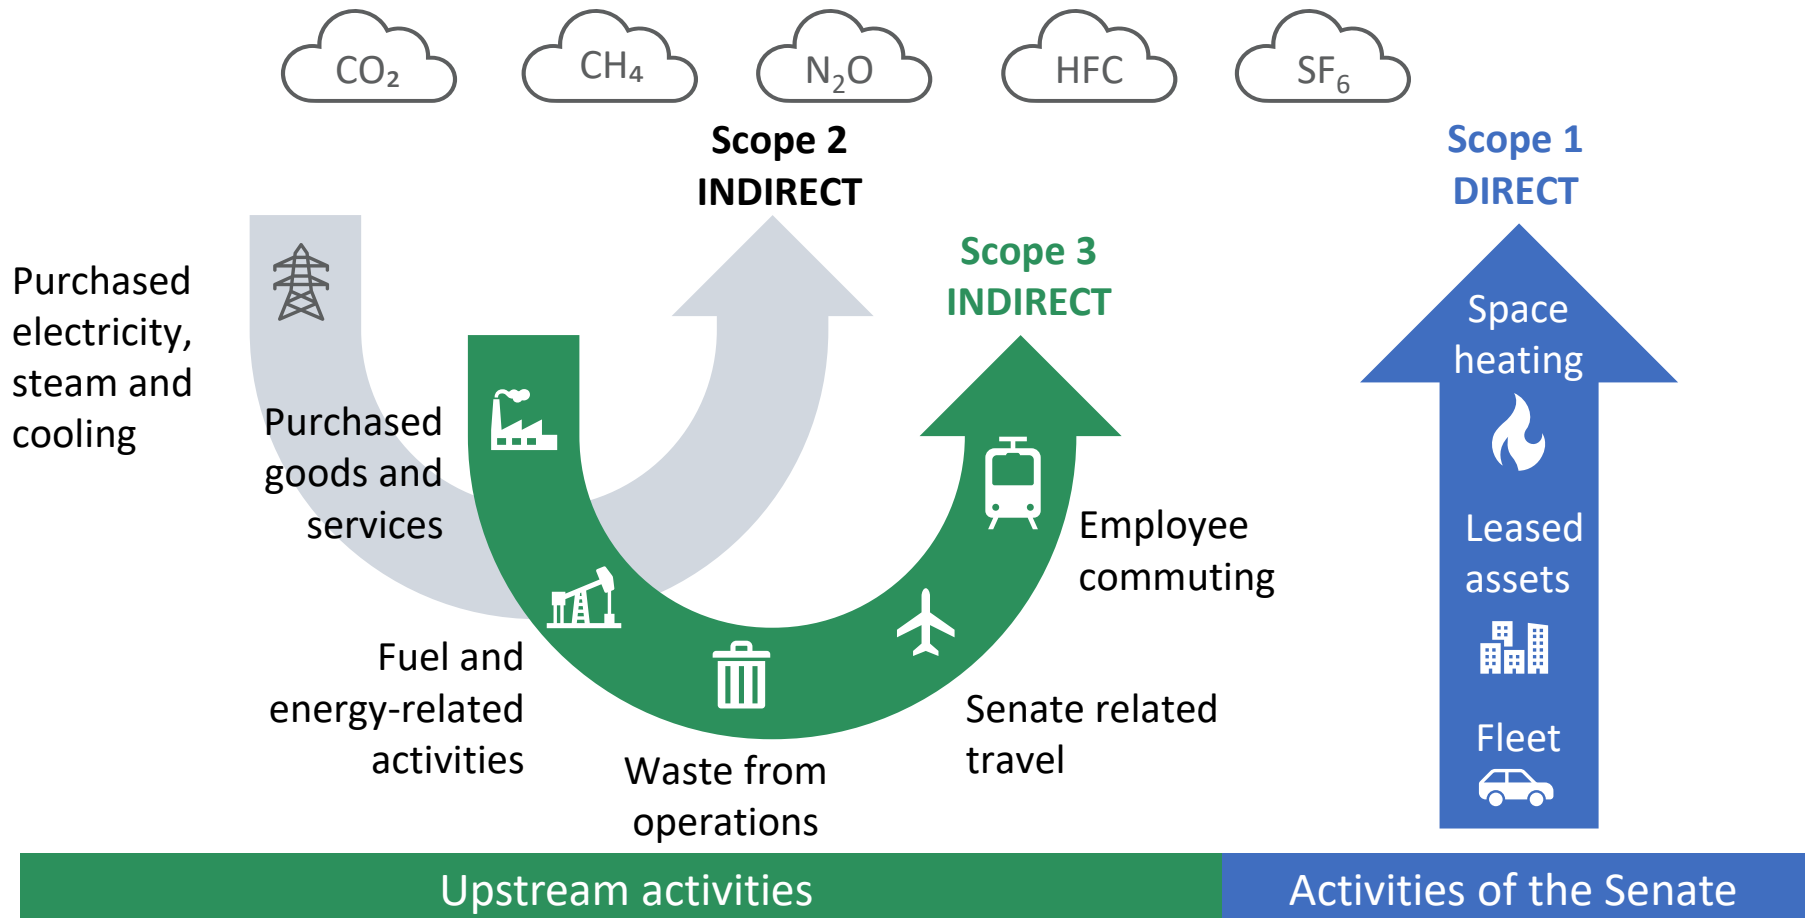 CO₂
CH₄
N₂O
HFC
SF₆
Scope 2
INDIRECT
Scope 1
DIRECT
Scope 3
INDIRECT
Purchased
electricity,
steam and
cooling
Purchased
goods and
services
Fuel and
energy-related
activities
Waste from
operations
Senate related
travel
Employee
commuting
Space
heating
Leased
assets
Fleet
Upstream activities
Activities of the Senate